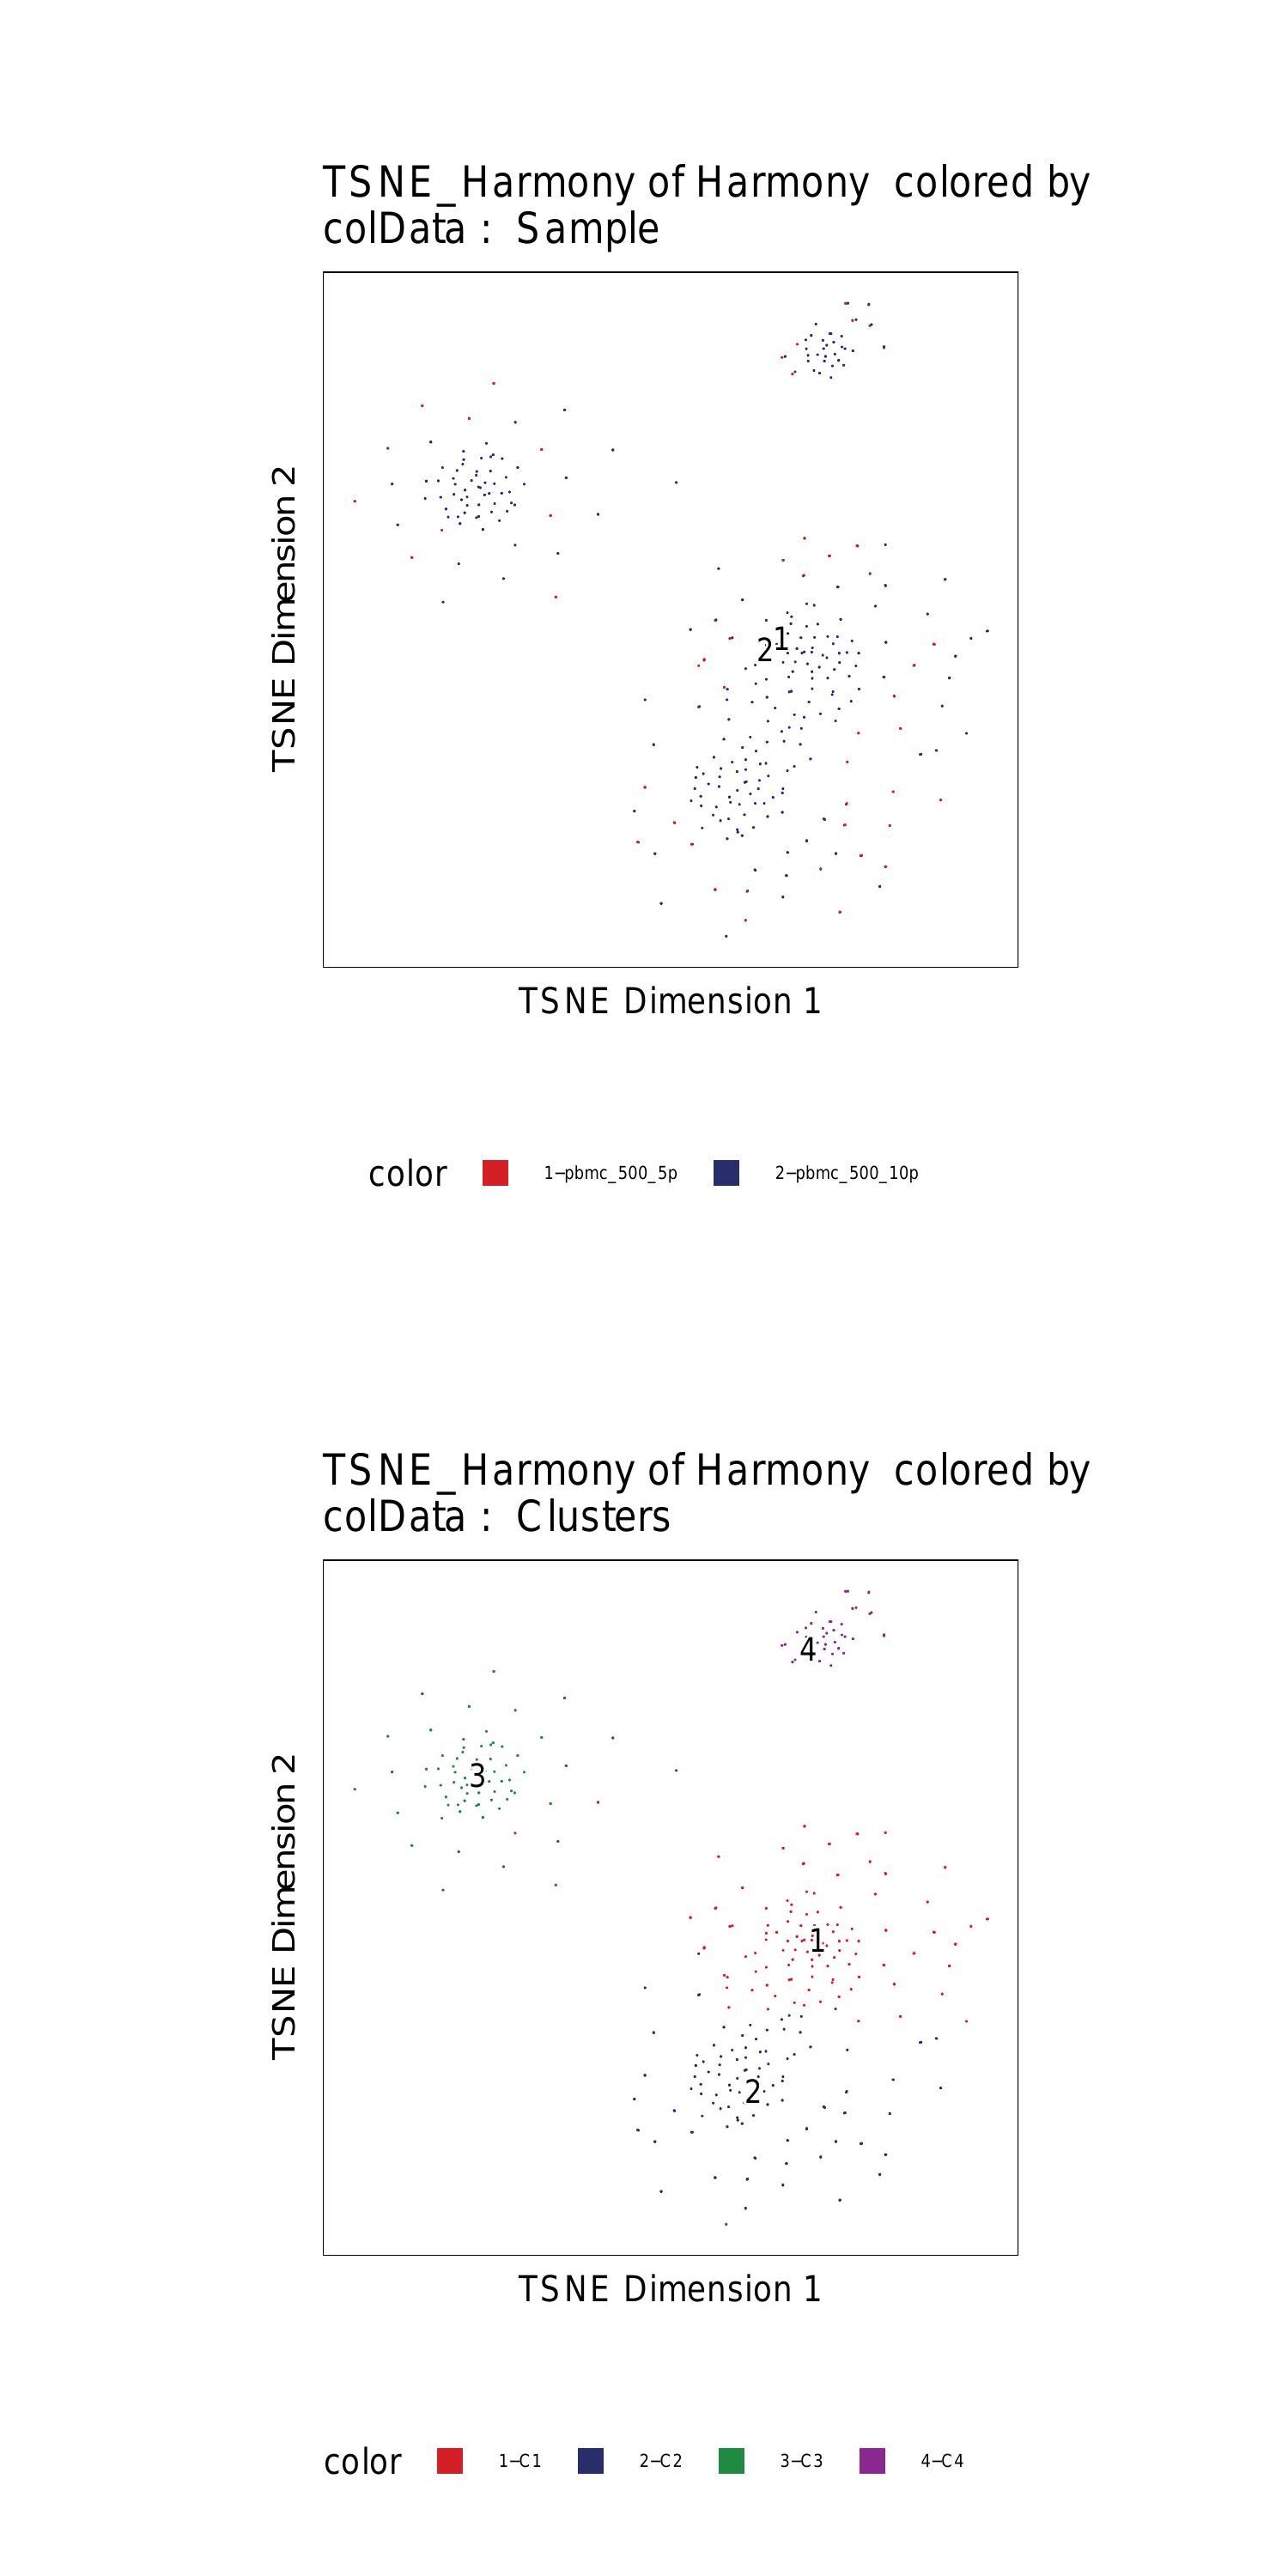 TSNE_Harmony of Harmony  colored by
colData :  Sample
TSNE Dimension 2
1
2
TSNE Dimension 1
color 1−pbmc_500_5p 2−pbmc_500_10p
TSNE_Harmony of Harmony  colored by
colData :  Clusters
TSNE Dimension 2
4
3
1
2
TSNE Dimension 1
color 1−C1 2−C2 3−C3 4−C4